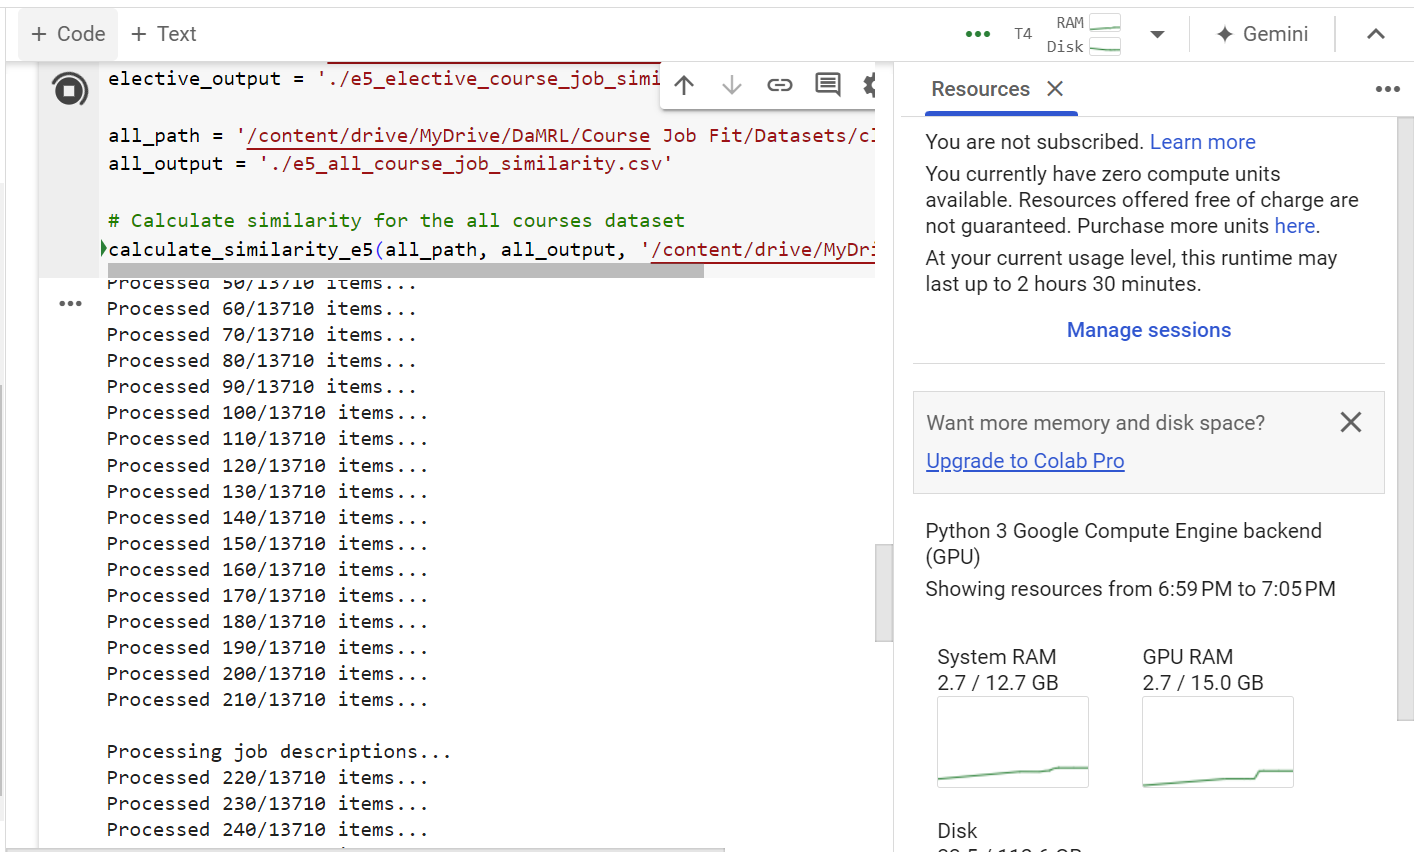 + Code + Text
T4 RAM
Disk
Gemini
elective_output = './e5_elective_course_job_simi
all_path = '/content/drive/MyDrive/DaMRL/Course Job Fit/Datasets/cl
all_output = './e5_all_course_job_similarity.csv'
# Calculate similarity for the all courses dataset
calculate_similarity_e5(all_path, all_output, '/content/drive/MyDri
Processed 50/13710 items...
Processed 60/13710 items...
Processed 70/13710 items...
Processed 80/13710 items...
Processed 90/13710 items...
Processed 100/13710 items...
Processed 110/13710 items...
Processed 120/13710 items...
Processed 130/13710 items...
Processed 140/13710 items...
Processed 150/13710 items...
Processed 160/13710 items...
Processed 170/13710 items...
Processed 180/13710 items...
Processed 190/13710 items...
Processed 200/13710 items...
Processed 210/13710 items...
Processing job descriptions...
Processed 220/13710 items...
Processed 230/13710 items...
Processed 240/13710 items...
Resources
You are not subscribed. Learn more
You currently have zero compute units
available. Resources offered free of charge are
not guaranteed. Purchase more units here.
At your current usage level, this runtime may
last up to 2 hours 30 minutes.
Manage sessions
Want more memory and disk space?
Upgrade to Colab Pro
Python 3 Google Compute Engine backend
(GPU)
Showing resources from 6:59 PM to 7:05 PM
System RAM
2.7 / 12.7 GB
GPU RAM
2.7 / 15.0 GB
Disk